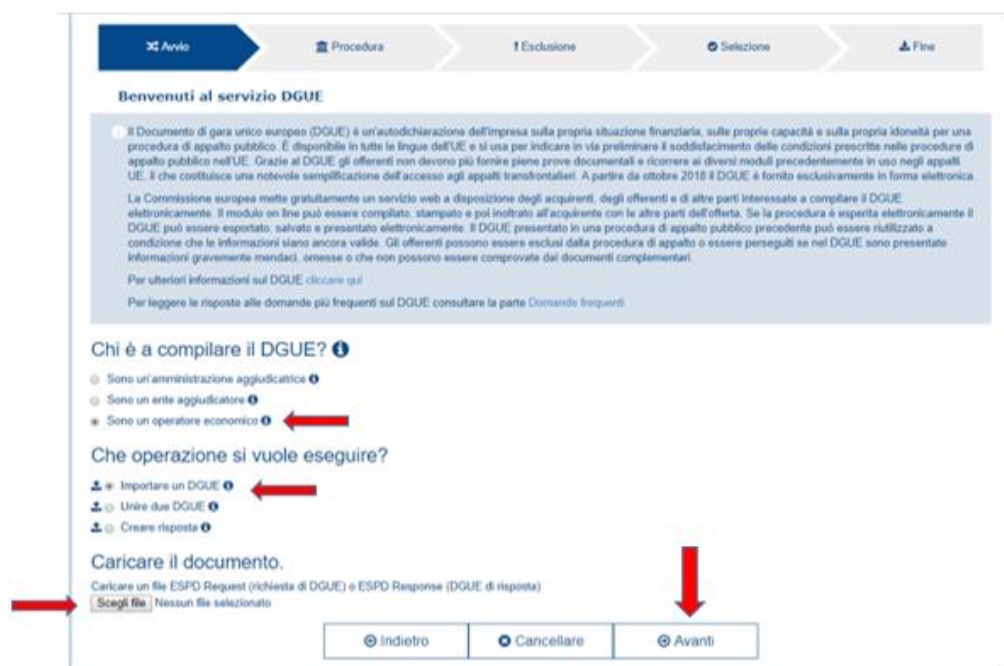 Avvio
Procedura
Esclusione
Selezione
Fine
Benvenuti al servizio DGUE
Il Documento di gara unico europeo (DGUE) è un'autodichiarazione dell'impresa sulla propria situazione finanziaria, sulle proprie capacità e sulla propria idoneità per una
procedura di appalto pubblico. È disponibile in tutte le lingue dell'UE e si usa per indicare in via preliminare il soddisfacimento delle condizioni prescritte nelle procedure di
appalto pubblico nell'UE. Grazie al DGUE gli offerenti non devono più fornire piene prove documentali e ricorrere ai diversi moduli precedentemente in uso negli appalti
UE, il che costituisce una notevole semplificazione dell'accesso agli appalti transfrontalieri. A partire da ottobre 2018 il DGUE è fornito esclusivamente in forma elettronica.
La Commissione europea mette gratuitamente un servizio web a disposizione degli acquirenti, degli offerenti e di altre parti interessate a compilare il DGUE
elettronicamente. Il modulo on line può essere compilato, stampato e poi inoltrato all'acquirente con le altre parti dell'offerta. Se la procedura è esperita elettronicamente il
DGUE può essere esportato, salvato e presentato elettronicamente. Il DGUE presentato in una procedura di appalto pubblico precedente può essere riutilizzato a
condizione che le informazioni siano ancora valide. Gli offerenti possono essere esclusi dalla procedura di appalto o essere perseguiti se nel DGUE sono presentate
informazioni gravemente mendaci, omesse o che non possono essere comprovate dai documenti complementari.
Per ulteriori informazioni sul DGUE cliccare qui
Per leggere le risposte alle domande più frequenti sul DGUE consultare la parte Domande frequenti
Chi è a compilare il DGUE?
Sono un'amministrazione aggiudicatrice
Sono un ente aggiudicatore
Sono un operatore economico
Che operazione si vuole eseguire?
Importare un DGUE
Unire due DGUE
Creare risposta
Caricare il documento.
Caricare un file ESPD Request (richiesta di DGUE) o ESPD Response (DGUE di risposta)
Scegli file Nessun file selezionato
Indietro
Cancellare
Avanti